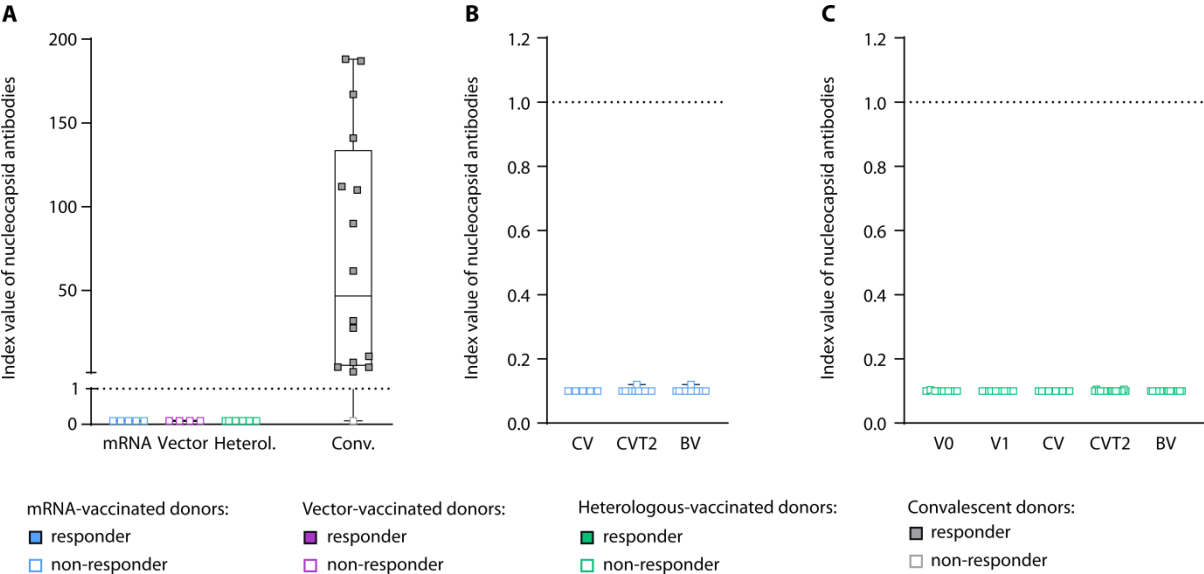 A
Index value of nucleocapsid antibodies
200
150
100
50
1
0
mRNA Vector Heterol. Conv.
B
Index value of nucleocapsid antibodies
1.2
1.0
0.8
0.6
0.4
0.2
0.0
CV CVT2 BV
C
Index value of nucleocapsid antibodies
1.2
1.0
0.8
0.6
0.4
0.2
0.0
V0 V1 CV CVT2 BV
mRNA-vaccinated donors:
responder
non-responder
Vector-vaccinated donors:
responder
non-responder
Heterologous-vaccinated donors:
responder
non-responder
Convalescent donors:
responder
non-responder